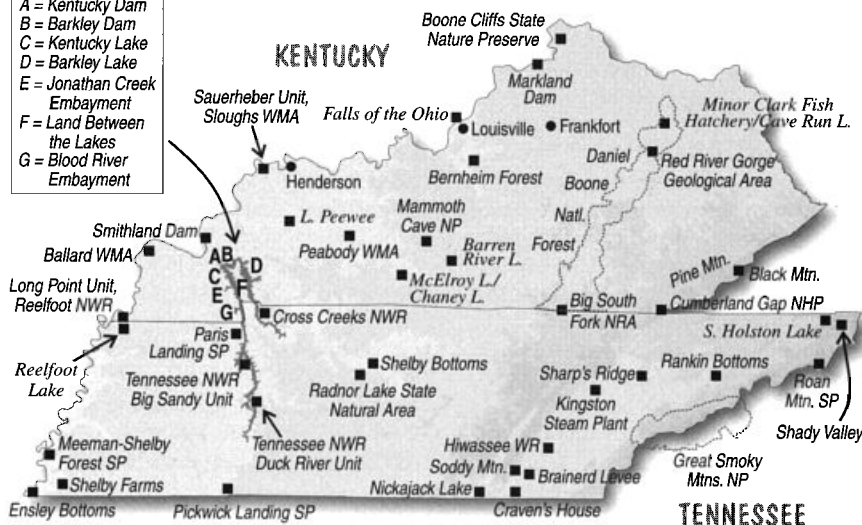 A = Kentucky Dam
B = Barkley Dam
C = Kentucky Lake
D = Barkley Lake
E = Jonathan Creek
Embayment
F = Land Between
the Lakes
G = Blood River
Embayment
KENTUCKY
Boone Cliffs State
Nature Preserve
Markland
Dam
Sauerheber Unit,
Sloughs WMA
Falls of the Ohio
Louisville
Frankfort
Minor Clark Fish
Hatchery/Cave Run L.
Henderson
Bernheim Forest
Daniel
Boone
Natl.
Forest
Red River Gorge
Geological Area
L. Peewee
Mammoth
Cave NP
Smithland Dam
Peabody WMA
Barren
River L.
Ballard WMA
A
B
C
D
E
F
G
McElroy L./
Chaney L.
Pine Mtn.
Black Mtn.
Long Point Unit,
Reelfoot NWR
Cross Creeks NWR
Big South
Fork NRA
Cumberland Gap NHP
S. Holston Lake
Paris
Landing SP
Reelfoot
Lake
Shelby Bottoms
Sharp's Ridge
Rankin Bottoms
Tennessee NWR
Big Sandy Unit
Radnor Lake State
Natural Area
Kingston
Steam Plant
Roan
Mtn. SP
Shady Valley
Meeman-Shelby
Forest SP
Tennessee NWR
Duck River Unit
Hiwassee WR
Soddy Mtn.
Brainerd Levee
Great Smoky
Mtns. NP
Shelby Farms
Nickajack Lake
Ensley Bottoms
Pickwick Landing SP
Craven's House
TENNESSEE